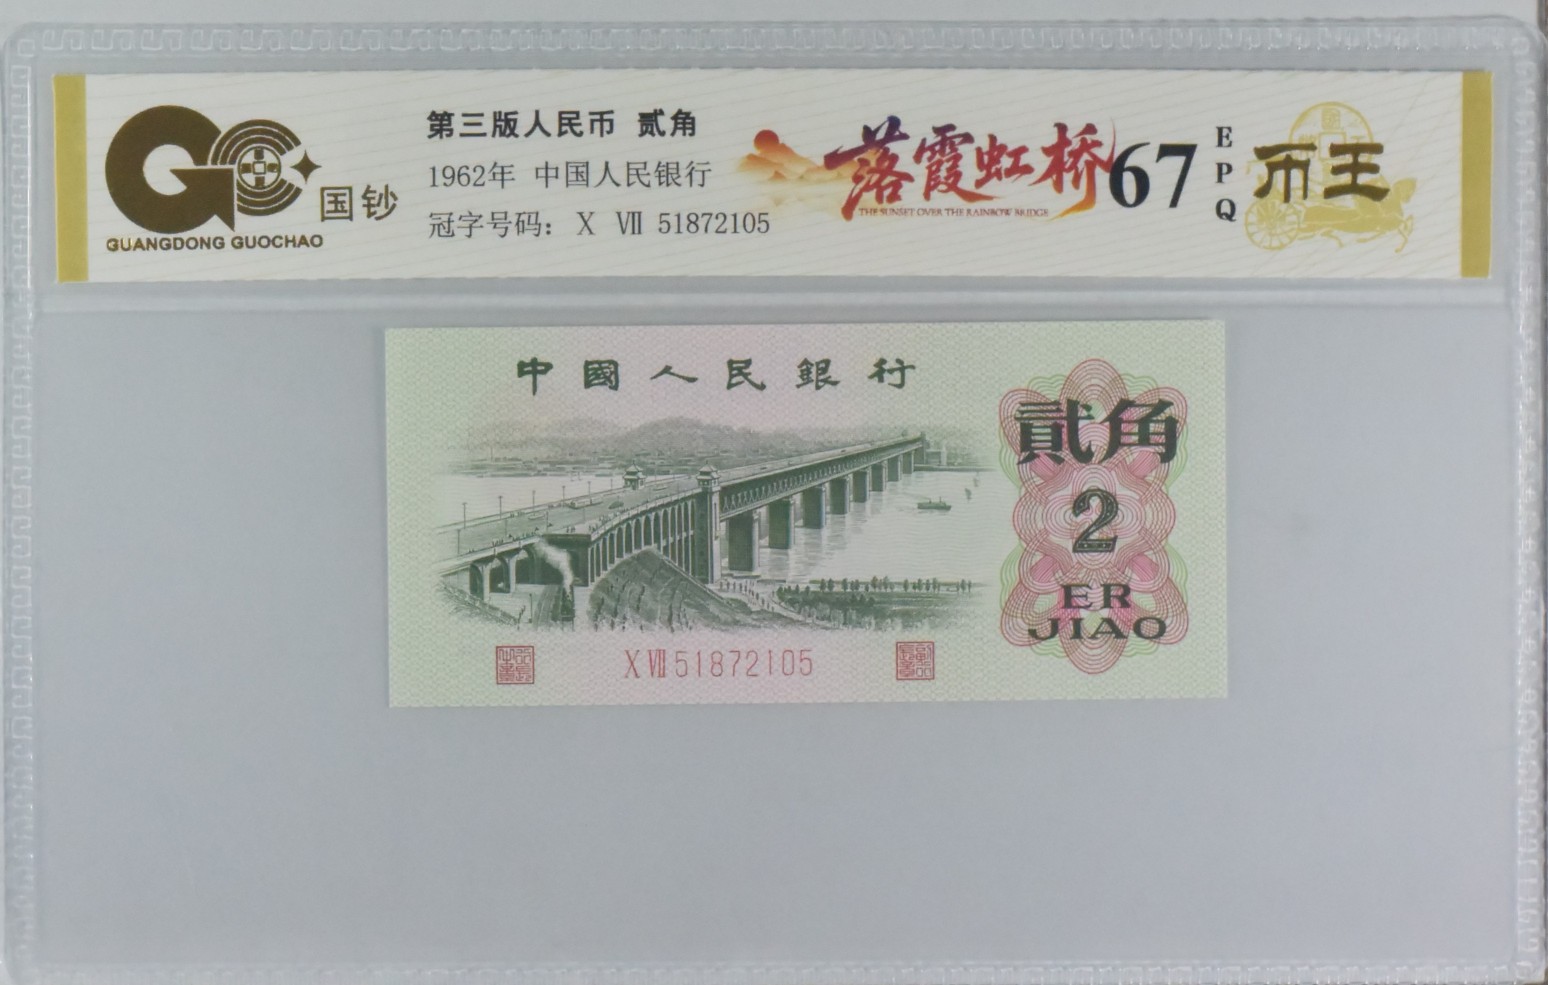 国钞
GUANGDONG GUOCHAO
第三版人民币 贰角
1962年 中国人民银行
冠字号码: X Ⅶ 51872105
落霞虹桥
THE SUNSET OVER THE RAINBOW BRIDGE
67
E
P
Q
币王
中國人民銀行
貳角
2
ER
JIAO
X Ⅶ 51872105